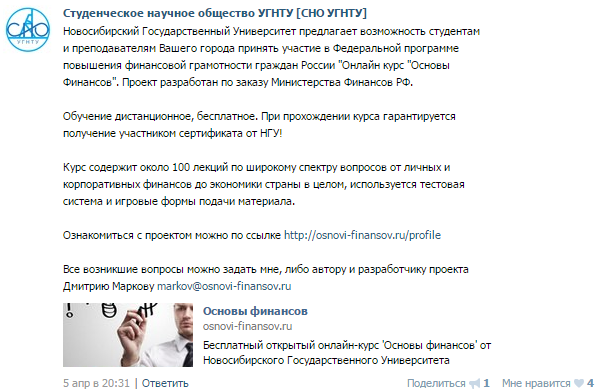 Студенческое научное общество УГНТУ [СНО УГНТУ]
Новосибирский Государственный Университет предлагает возможность студентам
и преподавателям Вашего города принять участие в Федеральной программе
повышения финансовой грамотности граждан России "Онлайн курс "Основы
Финансов". Проект разработан по заказу Министерства Финансов РФ.
Обучение дистанционное, бесплатное. При прохождении курса гарантируется
получение участником сертификата от НГУ!
Курс содержит около 100 лекций по широкому спектру вопросов от личных и
корпоративных финансов до экономики страны в целом, используется тестовая
система и игровые формы подачи материала.
Ознакомиться с проектом можно по ссылке http://osnovi-finansov.ru/profile
Все возникшие вопросы можно задать мне, либо автору и разработчику проекта
Дмитрию Маркову markov@osnovi-finansov.ru
Основы финансов
osnovi-finansov.ru
Бесплатный открытый онлайн-курс 'Основы финансов' от
Новосибирского Государственного Университета
5 апр в 20:31 | Ответить
Поделиться 1 Мне нравится 4
СНО
УГНТУ